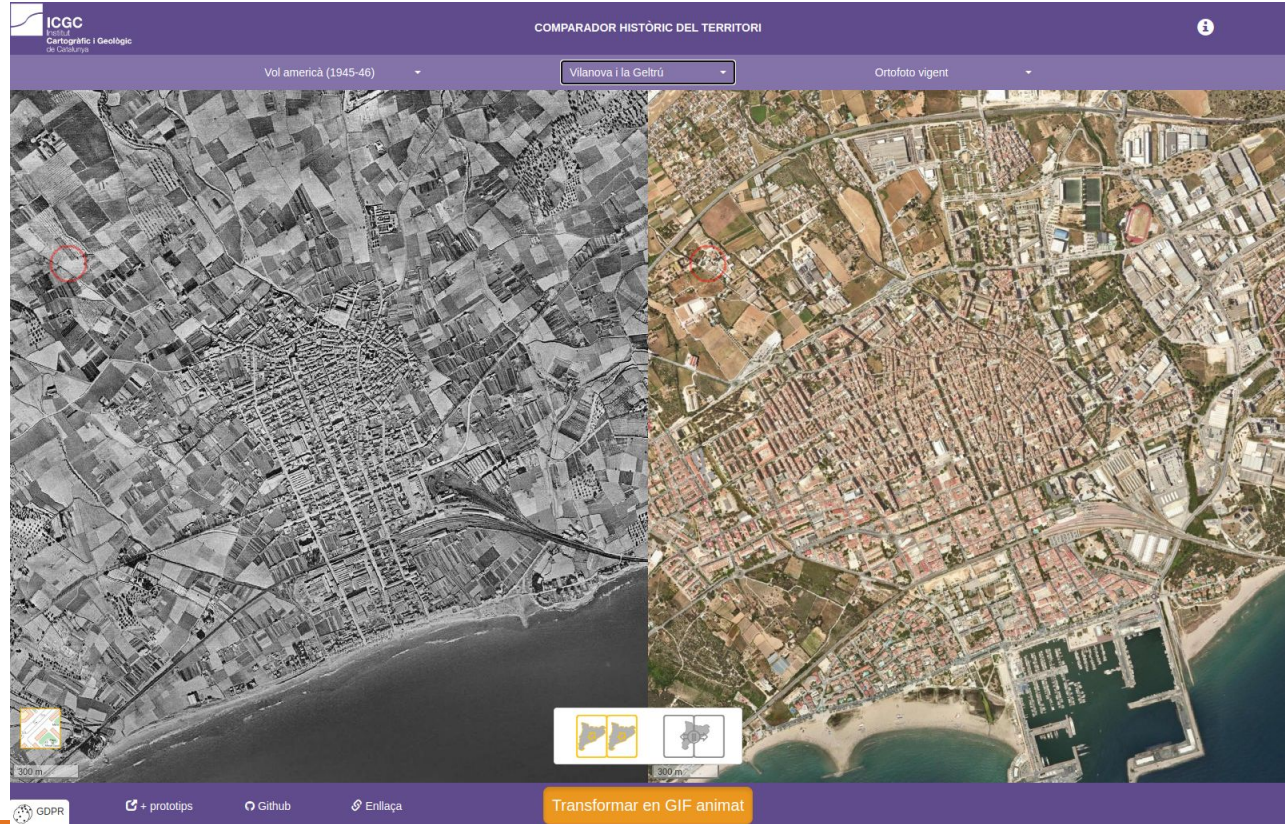 ICGC
Institut
Cartogràfic i Geològic
de Catalunya
COMPARADOR HISTÒRIC DEL TERRITORI
Vol americà (1945-46)
Vilanova i la Geltrú
Ortofoto vigent
300 m
300 m
GDPR
+ prototips
Github
Enllaça
Transformar en GIF animat